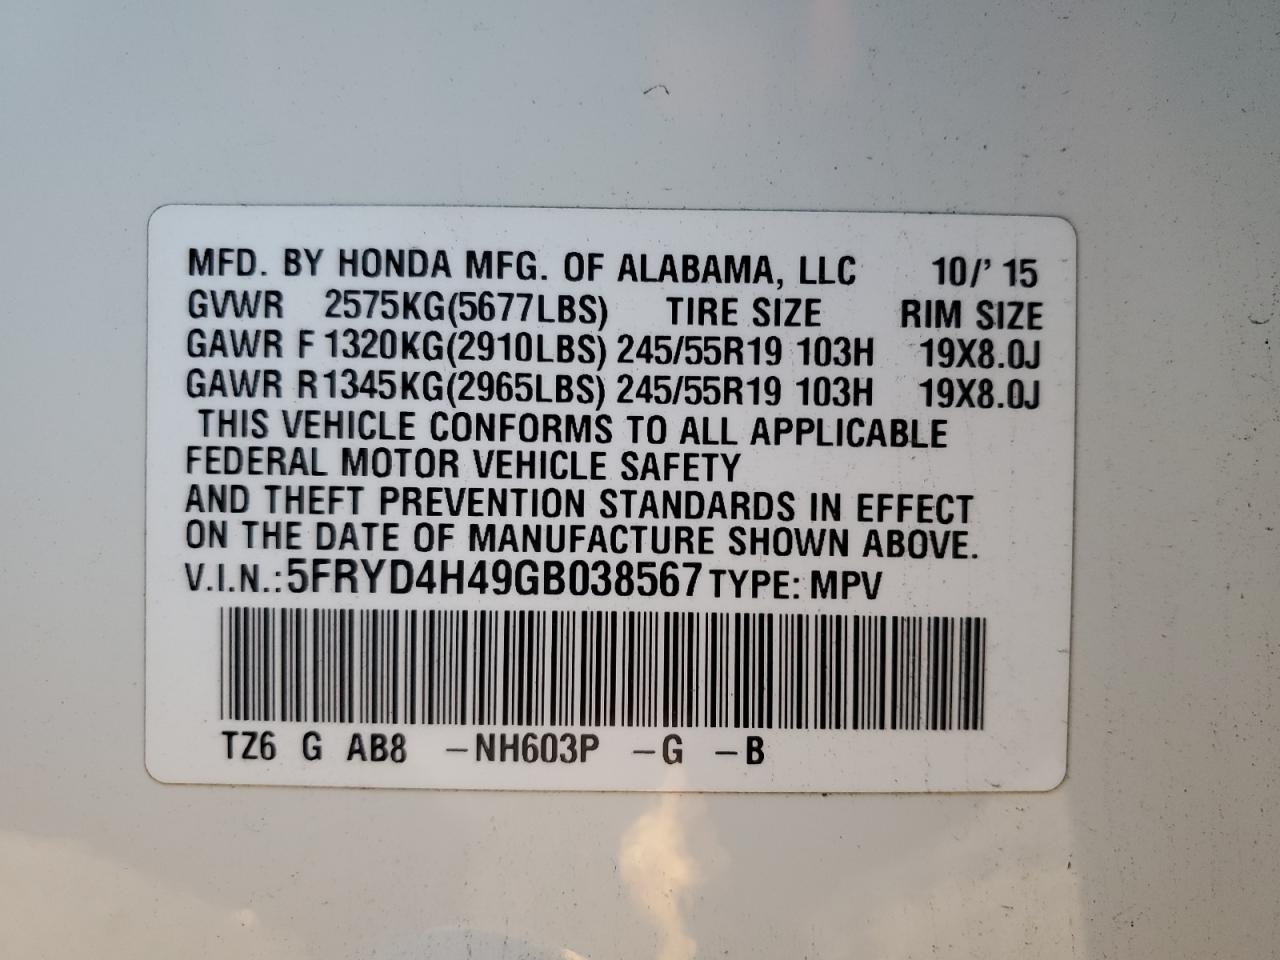 MFD. BY HONDA MFG. OF ALABAMA, LLC 10/' 15
GVWR 2575KG(5677LBS) TIRE SIZE RIM SIZE
GAWR F 1320KG(2910LBS) 245/55R19 103H 19X8.0J
GAWR R 1345KG(2965LBS) 245/55R19 103H 19X8.0J
THIS VEHICLE CONFORMS TO ALL APPLICABLE
FEDERAL MOTOR VEHICLE SAFETY
AND THEFT PREVENTION STANDARDS IN EFFECT
ON THE DATE OF MANUFACTURE SHOWN ABOVE.
V.I.N.:5FRYD4H49GB038567 TYPE: MPV
TZ6 G AB8 –NH603P –G –B